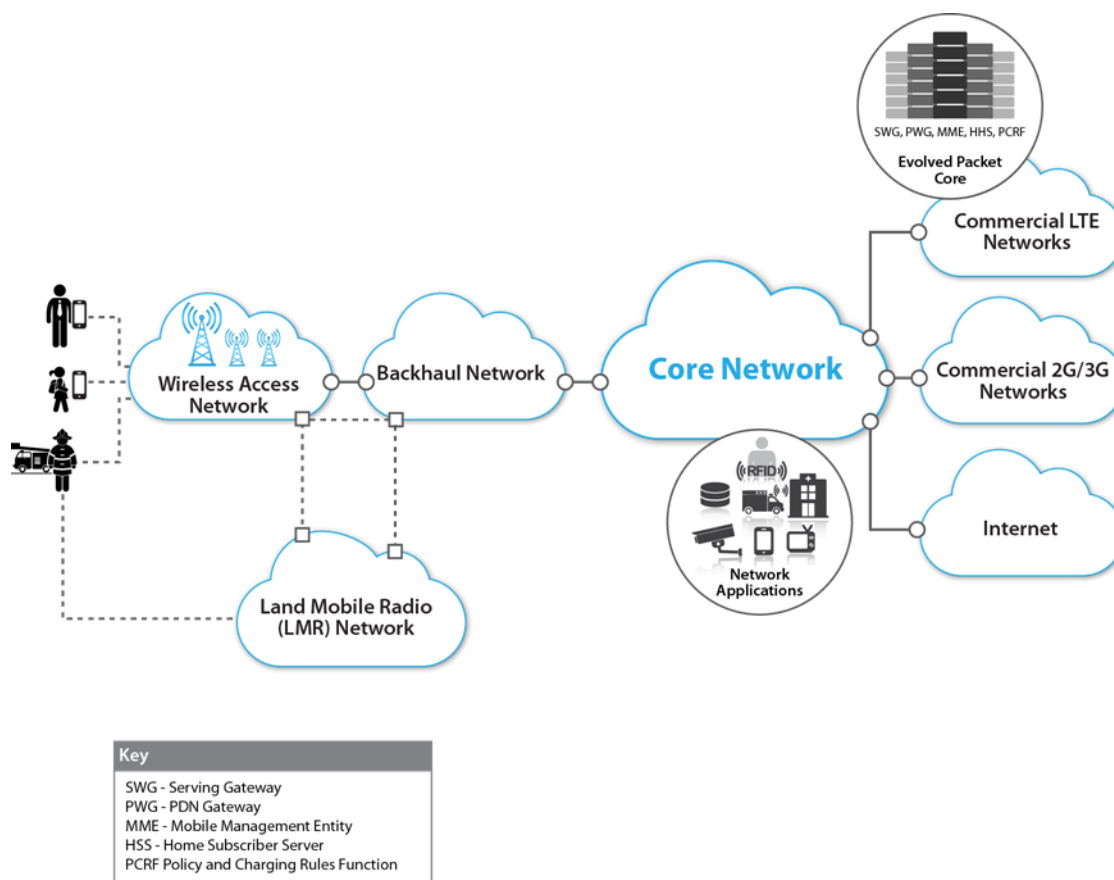 SWG, PWG, MME, HHS, PCRF
Evolved Packet
Core
Commercial LTE
Networks
Wireless Access
Network
Backhaul Network
Core Network
Commercial 2G/3G
Networks
RFID
Network
Applications
Internet
Land Mobile Radio
(LMR) Network
Key
SWG - Serving Gateway
PWG - PDN Gateway
MME - Mobile Management Entity
HSS - Home Subscriber Server
PCRF Policy and Charging Rules Function